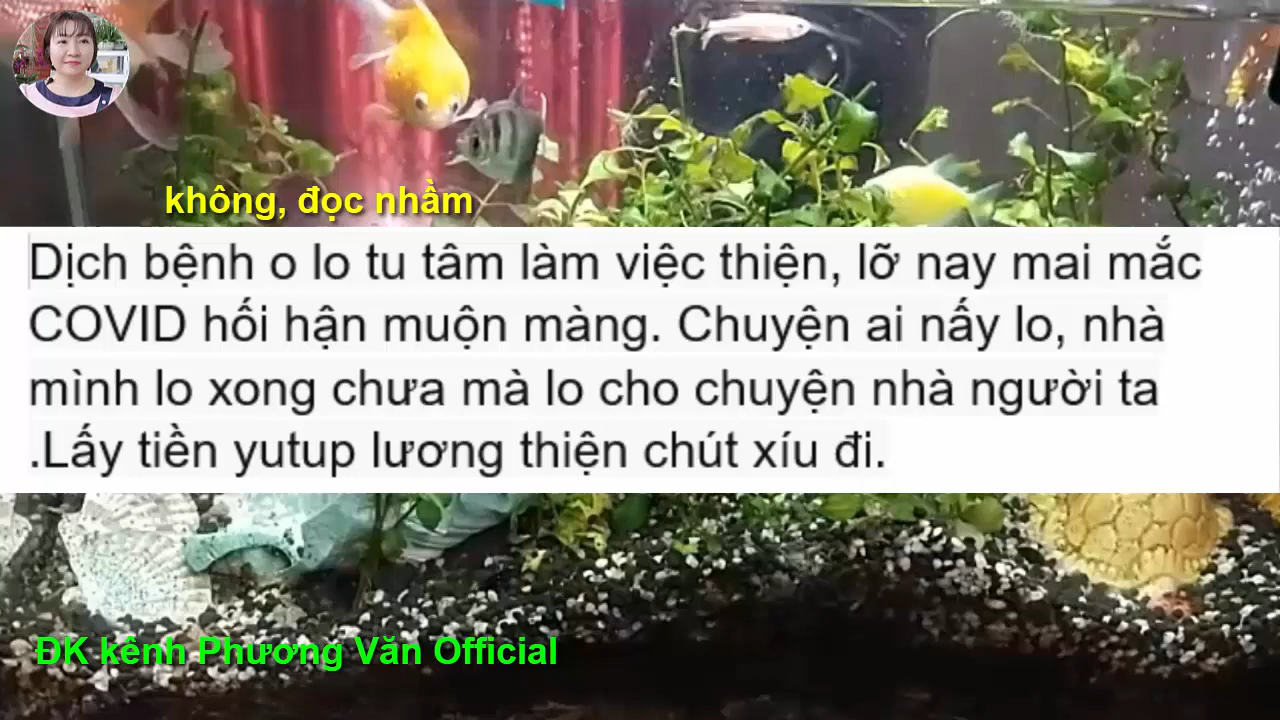 không, đọc nhầm
Dịch bệnh o lo tu tâm làm việc thiện, lỡ nay mai mắc
COVID hối hận muộn màng. Chuyện ai nấy lo, nhà
mình lo xong chưa mà lo cho chuyện nhà người ta
.Lấy tiền yutup lương thiện chút xíu đi.
ĐK kênh Phương Văn Official